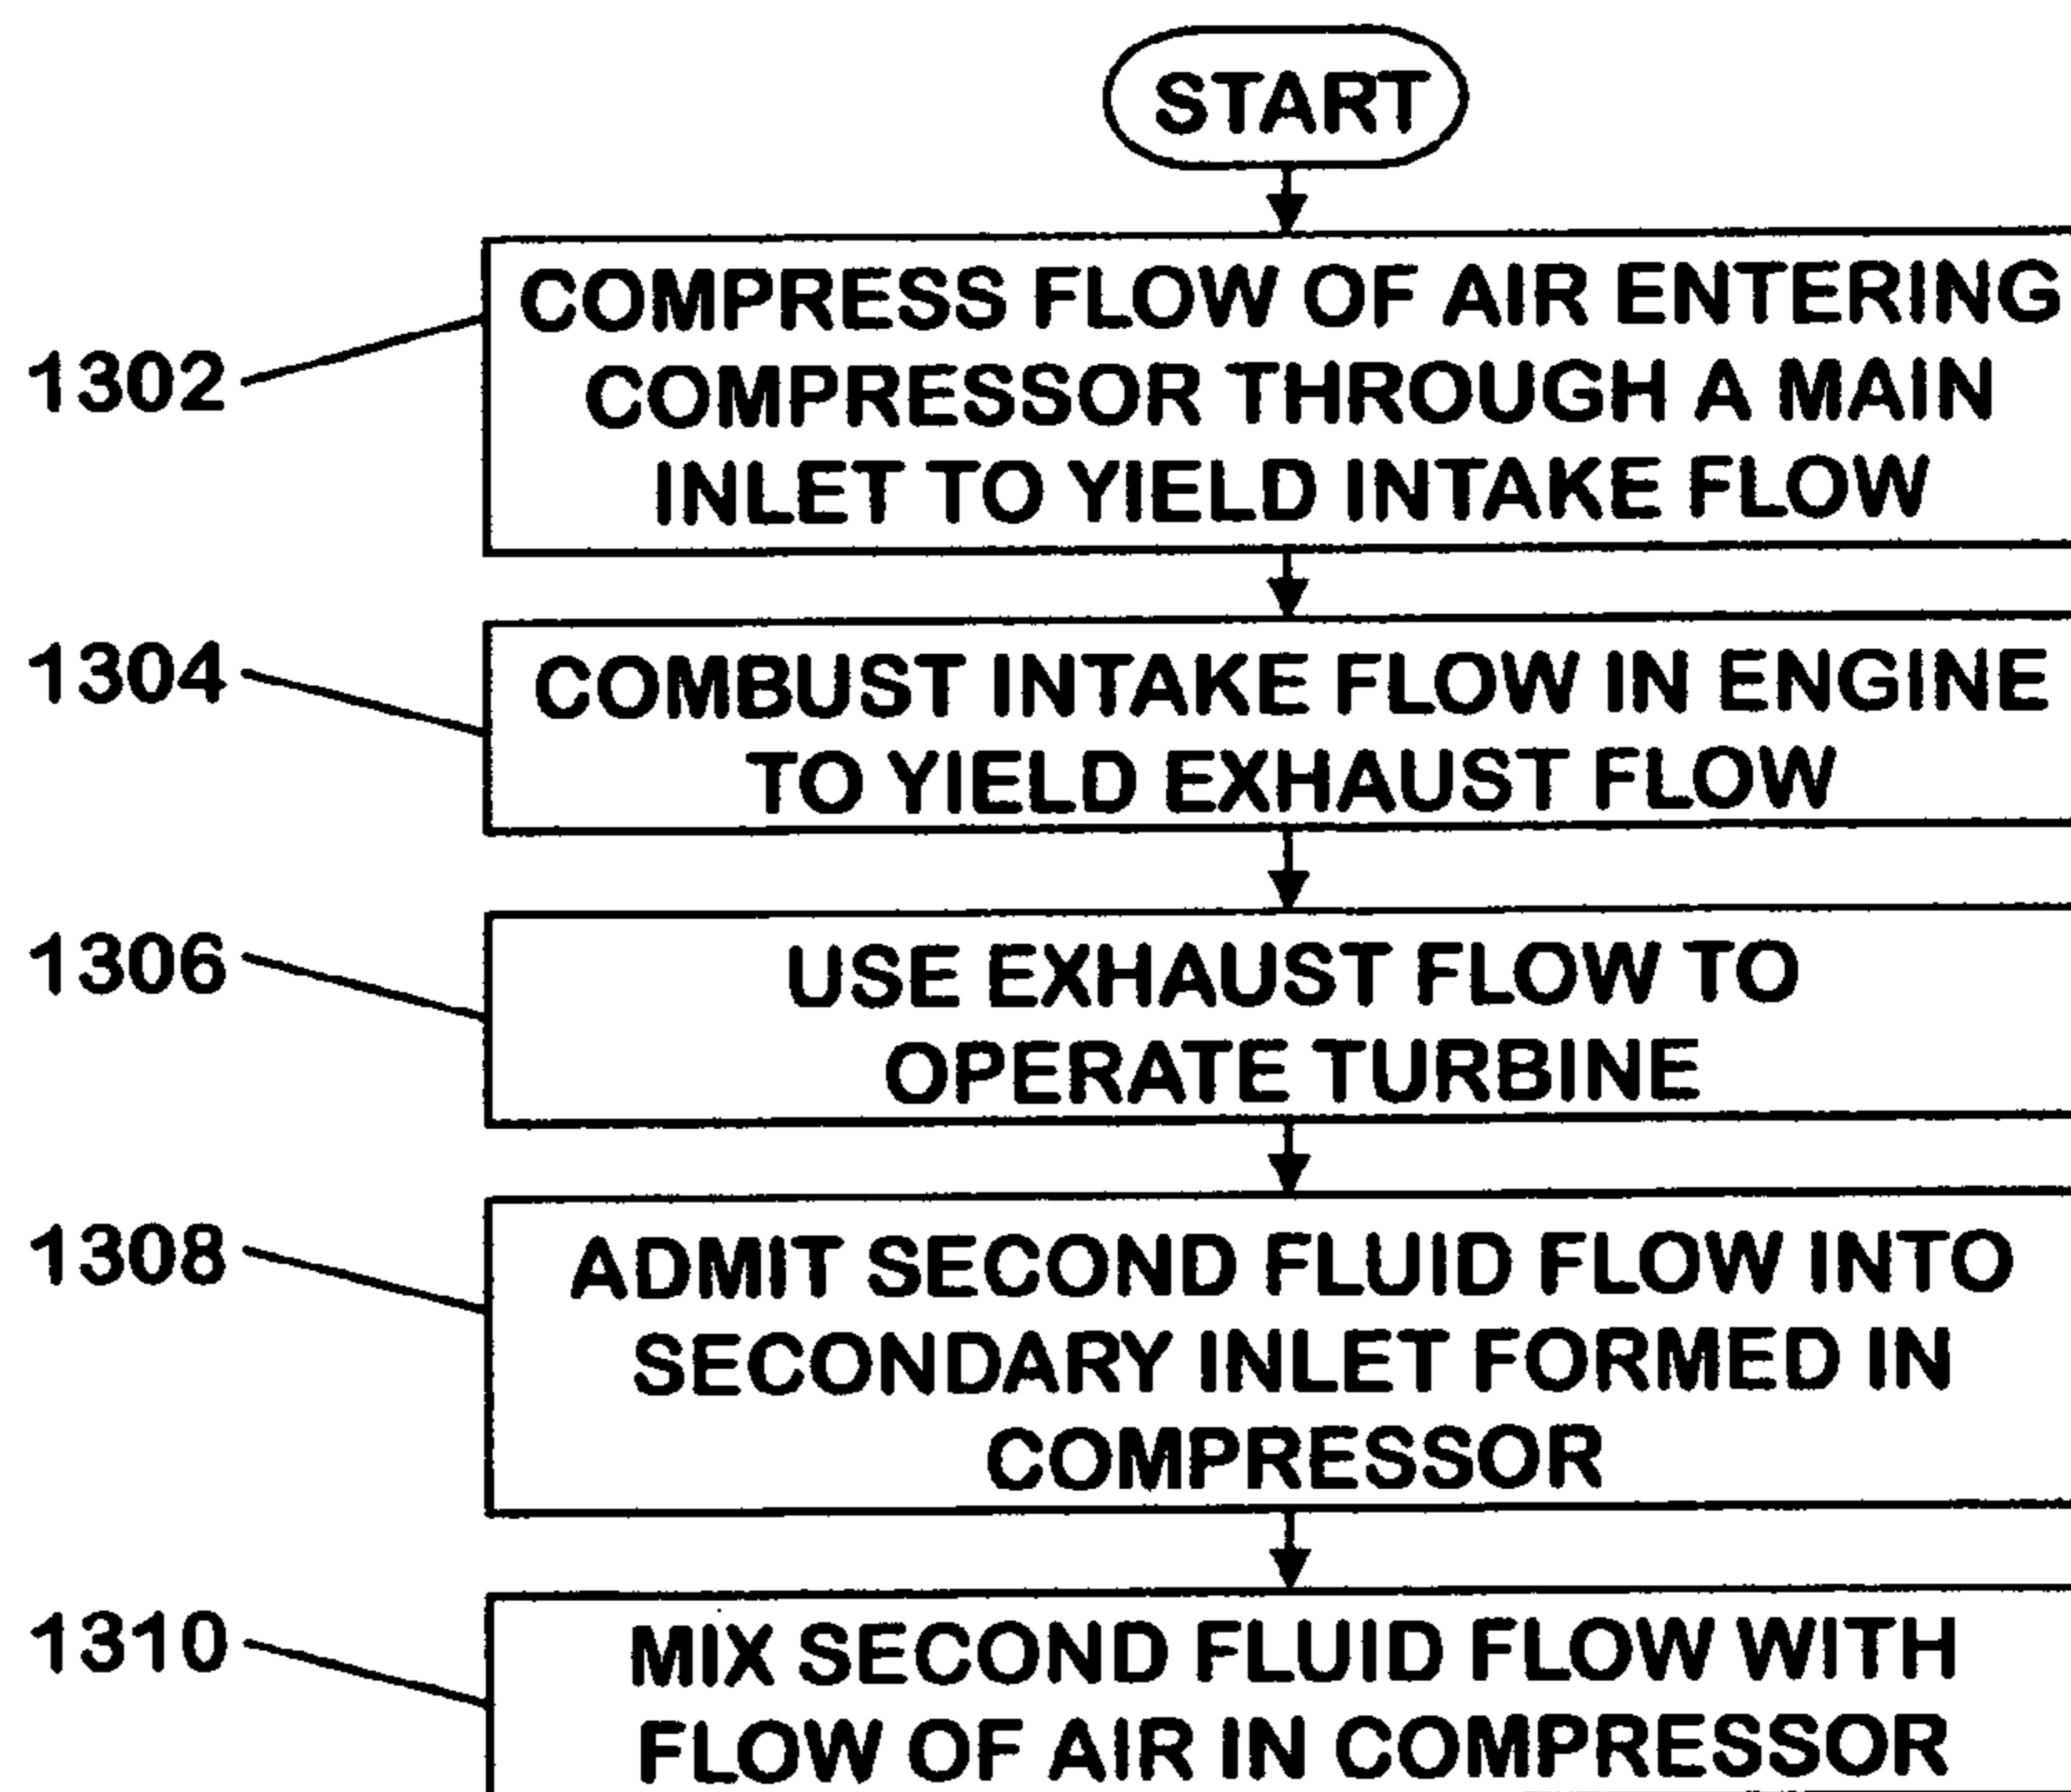 START
1302
COMPRESS FLOW OF AIR ENTERING
COMPRESSOR THROUGH A MAIN
INLET TO YIELD INTAKE FLOW
1304
COMBUST INTAKE FLOW IN ENGINE
TO YIELD EXHAUST FLOW
1306
USE EXHAUST FLOW TO
OPERATE TURBINE
1308
ADMIT SECOND FLUID FLOW INTO
SECONDARY INLET FORMED IN
COMPRESSOR
1310
MIX SECOND FLUID FLOW WITH
FLOW OF AIR IN COMPRESSOR